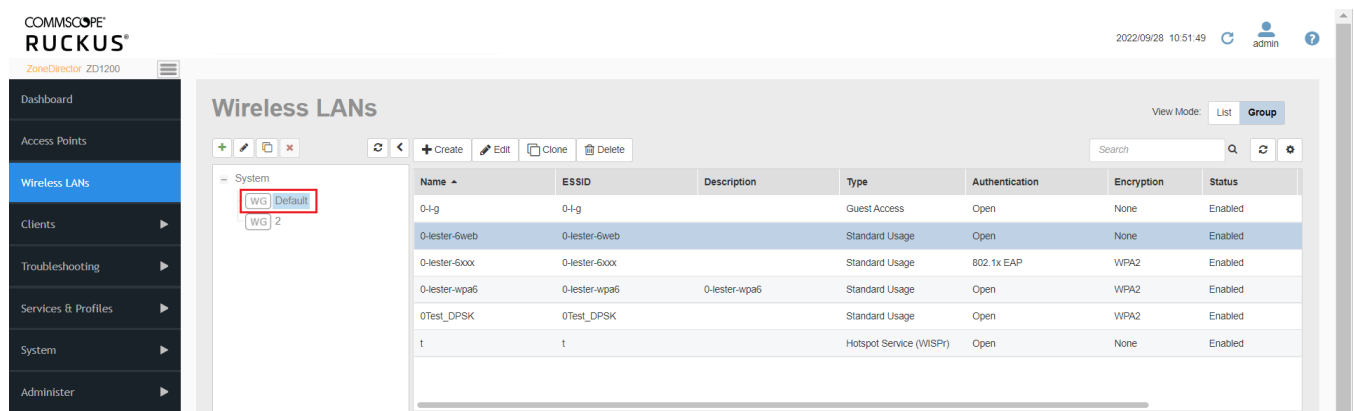 COMMSCOPE®
RUCKUS®
2022/09/28 10:51:49
admin
ZoneDirector ZD1200
Dashboard
Access Points
Wireless LANs
Clients
Troubleshooting
Services & Profiles
System
Administer
Wireless LANs
View Mode: List Group
Create Edit Clone Delete
Search
System
WG Default
WG 2
Name ESSID Description Type Authentication Encryption Status
0-l-g 0-l-g Guest Access Open None Enabled
0-lester-6web 0-lester-6web Standard Usage Open None Enabled
0-lester-6xxx 0-lester-6xxx Standard Usage 802.1x EAP WPA2 Enabled
0-lester-wpa6 0-lester-wpa6 0-lester-wpa6 Standard Usage Open WPA2 Enabled
0Test_DPSK 0Test_DPSK Standard Usage Open WPA2 Enabled
t t Hotspot Service (WISPr) Open None Enabled